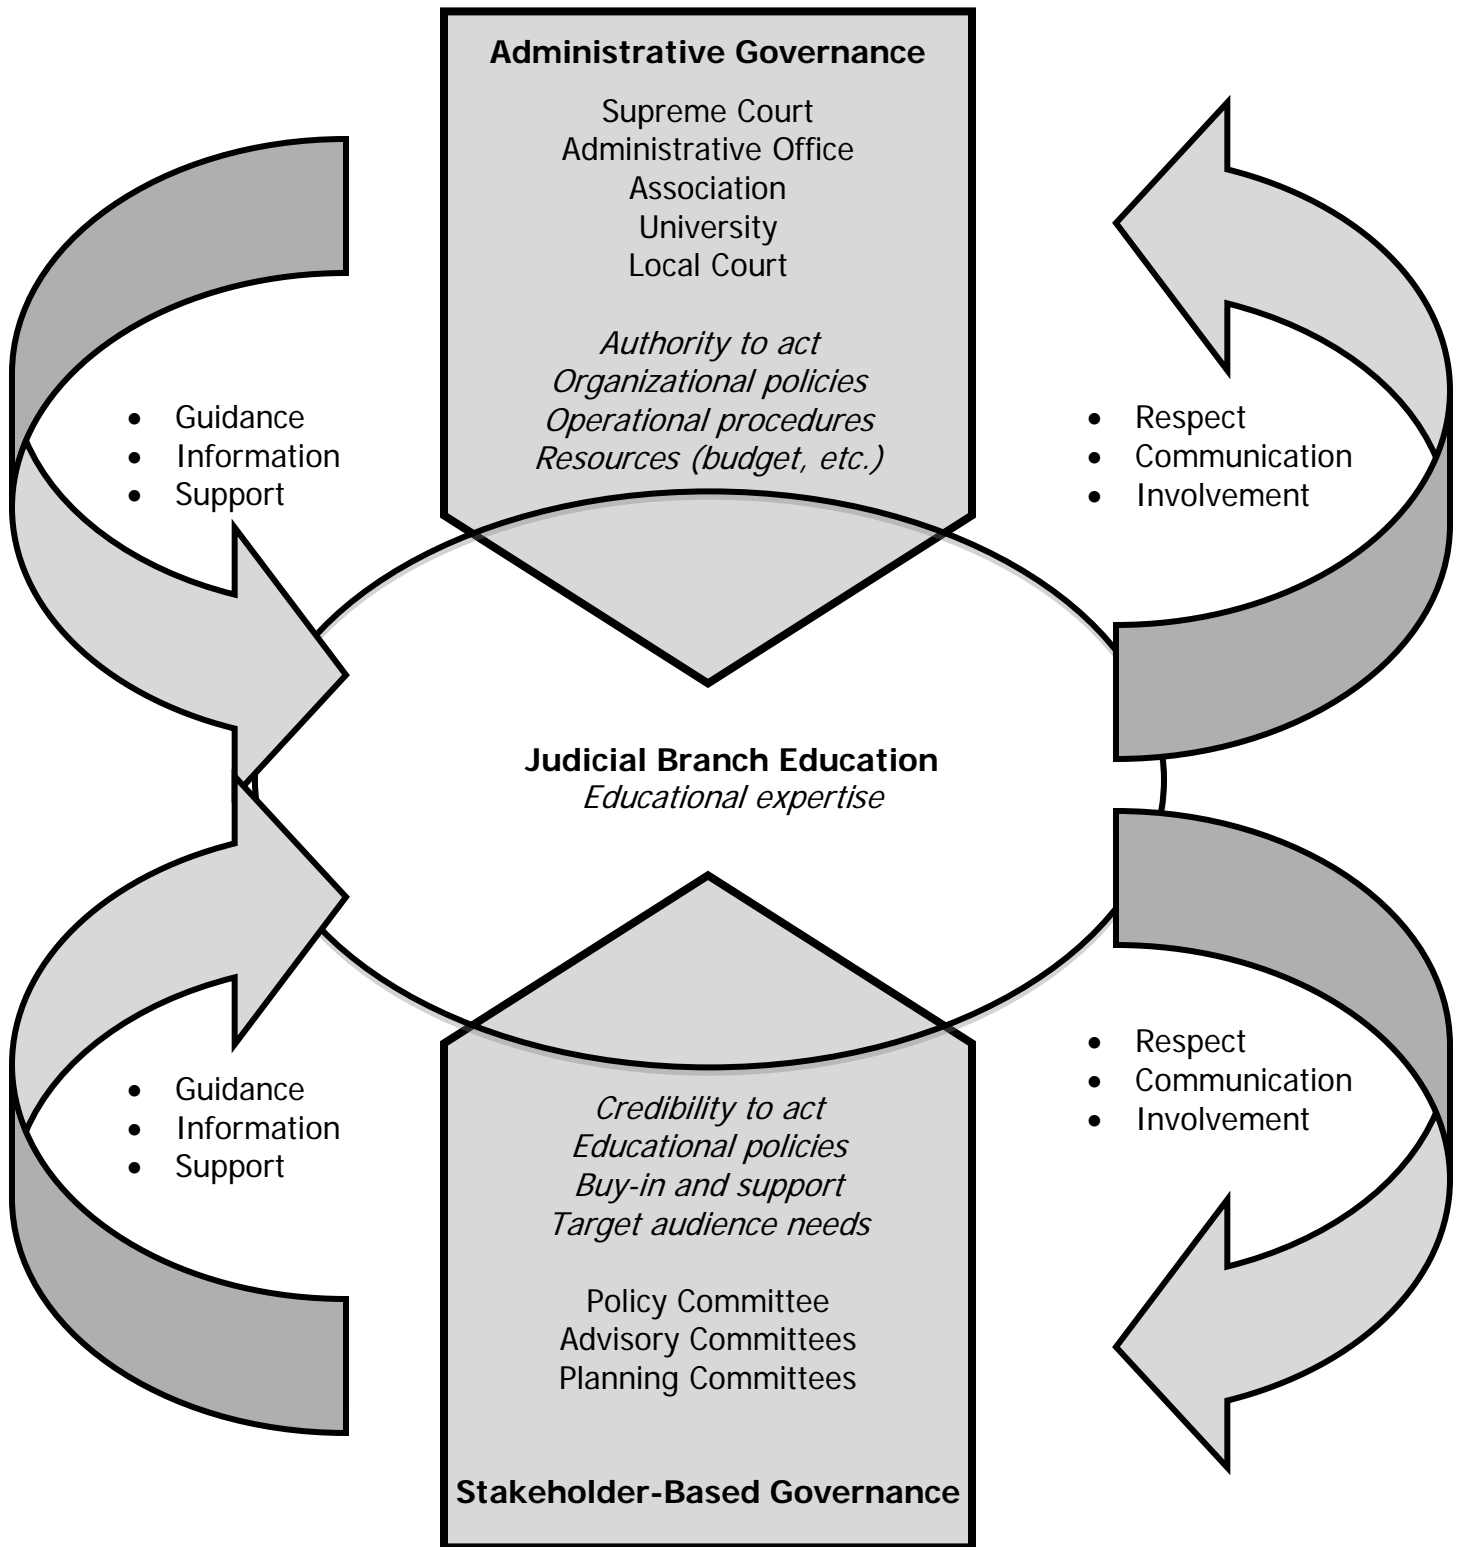 Administrative Governance
Supreme Court
Administrative Office
Association
University
Local Court
Authority to act
Organizational policies
Operational procedures
Resources (budget, etc.)
• Guidance
• Information
• Support
• Respect
• Communication
• Involvement
Judicial Branch Education
Educational expertise
• Guidance
• Information
• Support
• Respect
• Communication
• Involvement
Credibility to act
Educational policies
Buy-in and support
Target audience needs
Policy Committee
Advisory Committees
Planning Committees
Stakeholder-Based Governance